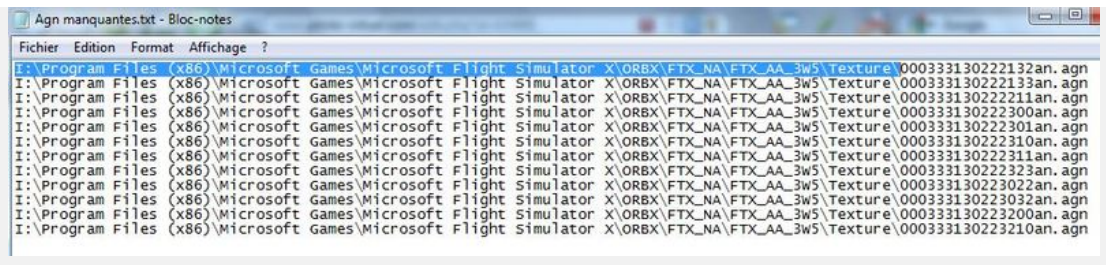 Agn manquantes.txt - Bloc-notes
Fichier Edition Format Affichage ?
I:\Program Files (x86)\Microsoft Games\Microsoft Flight Simulator X\ORBX\FTX_NA\FTX_AA_3W5\Texture\000333130222132an.agn
I:\Program Files (x86)\Microsoft Games\Microsoft Flight Simulator X\ORBX\FTX_NA\FTX_AA_3W5\Texture\000333130222133an.agn
I:\Program Files (x86)\Microsoft Games\Microsoft Flight Simulator X\ORBX\FTX_NA\FTX_AA_3W5\Texture\000333130222211an.agn
I:\Program Files (x86)\Microsoft Games\Microsoft Flight Simulator X\ORBX\FTX_NA\FTX_AA_3W5\Texture\000333130222300an.agn
I:\Program Files (x86)\Microsoft Games\Microsoft Flight Simulator X\ORBX\FTX_NA\FTX_AA_3W5\Texture\000333130222301an.agn
I:\Program Files (x86)\Microsoft Games\Microsoft Flight Simulator X\ORBX\FTX_NA\FTX_AA_3W5\Texture\000333130222310an.agn
I:\Program Files (x86)\Microsoft Games\Microsoft Flight Simulator X\ORBX\FTX_NA\FTX_AA_3W5\Texture\000333130222311an.agn
I:\Program Files (x86)\Microsoft Games\Microsoft Flight Simulator X\ORBX\FTX_NA\FTX_AA_3W5\Texture\000333130222323an.agn
I:\Program Files (x86)\Microsoft Games\Microsoft Flight Simulator X\ORBX\FTX_NA\FTX_AA_3W5\Texture\000333130223022an.agn
I:\Program Files (x86)\Microsoft Games\Microsoft Flight Simulator X\ORBX\FTX_NA\FTX_AA_3W5\Texture\000333130223032an.agn
I:\Program Files (x86)\Microsoft Games\Microsoft Flight Simulator X\ORBX\FTX_NA\FTX_AA_3W5\Texture\000333130223200an.agn
I:\Program Files (x86)\Microsoft Games\Microsoft Flight Simulator X\ORBX\FTX_NA\FTX_AA_3W5\Texture\000333130223210an.agn